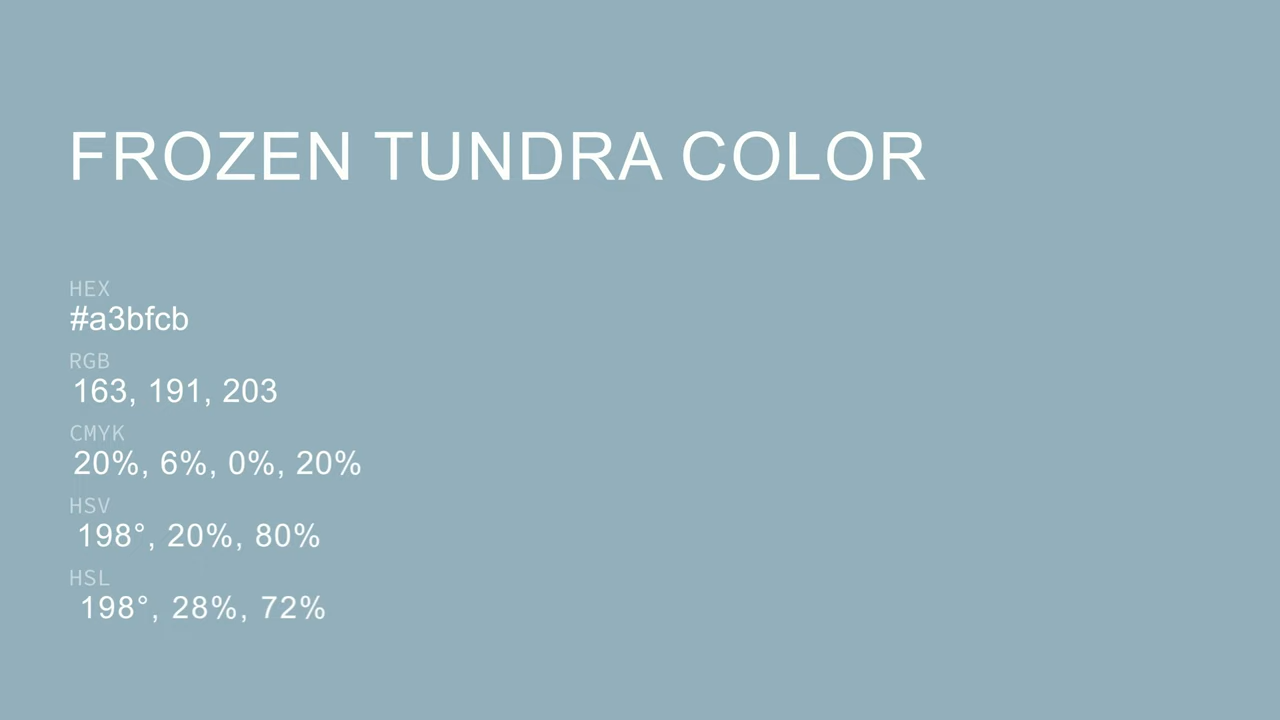 FROZEN TUNDRA COLOR
HEX
#a3bfcb
RGB
163, 191, 203
CMYK
20%, 6%, 0%, 20%
HSV
198°, 20%, 80%
HSL
198°, 28%, 72%